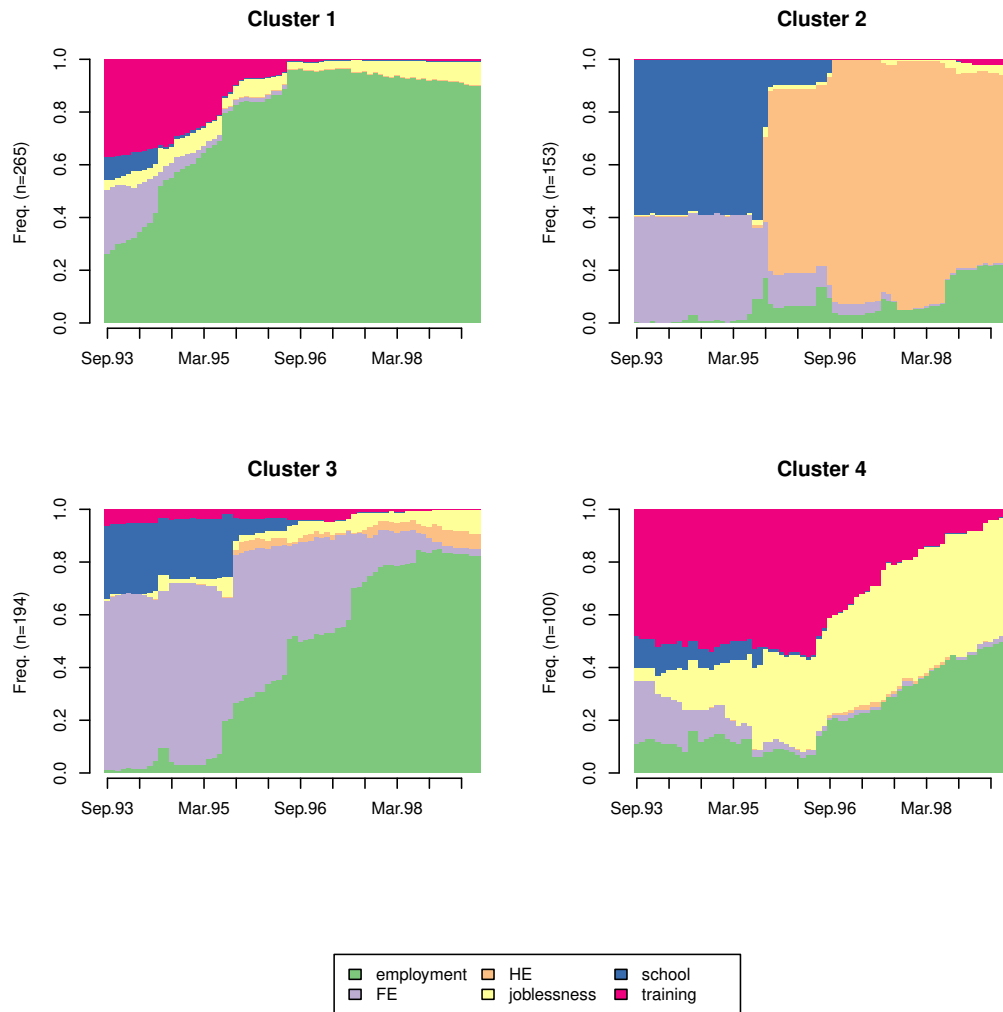 Cluster 1
Freq. (n=265)
0.0 0.2 0.4 0.6 0.8 1.0
Sep.93 Mar.95 Sep.96 Mar.98
Cluster 2
Freq. (n=153)
0.0 0.2 0.4 0.6 0.8 1.0
Sep.93 Mar.95 Sep.96 Mar.98
Cluster 3
Freq. (n=194)
0.0 0.2 0.4 0.6 0.8 1.0
Sep.93 Mar.95 Sep.96 Mar.98
Cluster 4
Freq. (n=100)
0.0 0.2 0.4 0.6 0.8 1.0
Sep.93 Mar.95 Sep.96 Mar.98
employment HE school
FE joblessness training